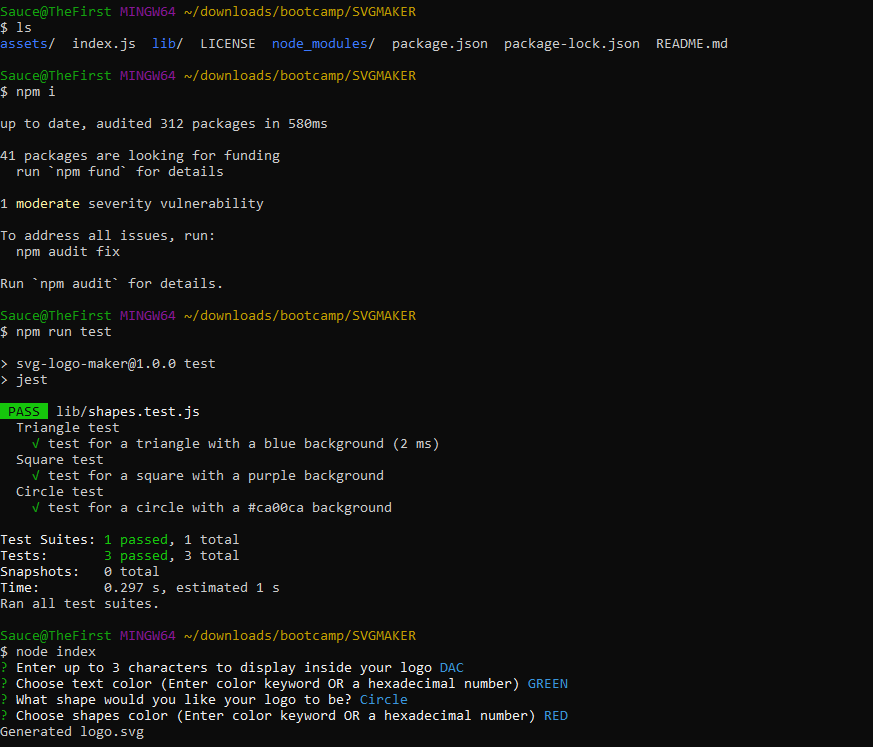 Sauce@TheFirst MINGW64 ~/downloads/bootcamp/SVGMAKER
$ ls
assets/  index.js  lib/  LICENSE  node_modules/  package.json  package-lock.json  README.md
Sauce@TheFirst MINGW64 ~/downloads/bootcamp/SVGMAKER
$ npm i
up to date, audited 312 packages in 580ms
41 packages are looking for funding
  run `npm fund` for details
1 moderate severity vulnerability
To address all issues, run:
  npm audit fix
Run `npm audit` for details.
Sauce@TheFirst MINGW64 ~/downloads/bootcamp/SVGMAKER
$ npm run test
> svg-logo-maker@1.0.0 test
> jest
PASS lib/shapes.test.js
  Triangle test
    √ test for a triangle with a blue background (2 ms)
  Square test
    √ test for a square with a purple background
  Circle test
    √ test for a circle with a #ca00ca background
Test Suites: 1 passed, 1 total
Tests:       3 passed, 3 total
Snapshots:   0 total
Time:        0.297 s, estimated 1 s
Ran all test suites.
Sauce@TheFirst MINGW64 ~/downloads/bootcamp/SVGMAKER
$ node index
? Enter up to 3 characters to display inside your logo DAC
? Choose text color (Enter color keyword OR a hexadecimal number) GREEN
? What shape would you like your logo to be? Circle
? Choose shapes color (Enter color keyword OR a hexadecimal number) RED
Generated logo.svg